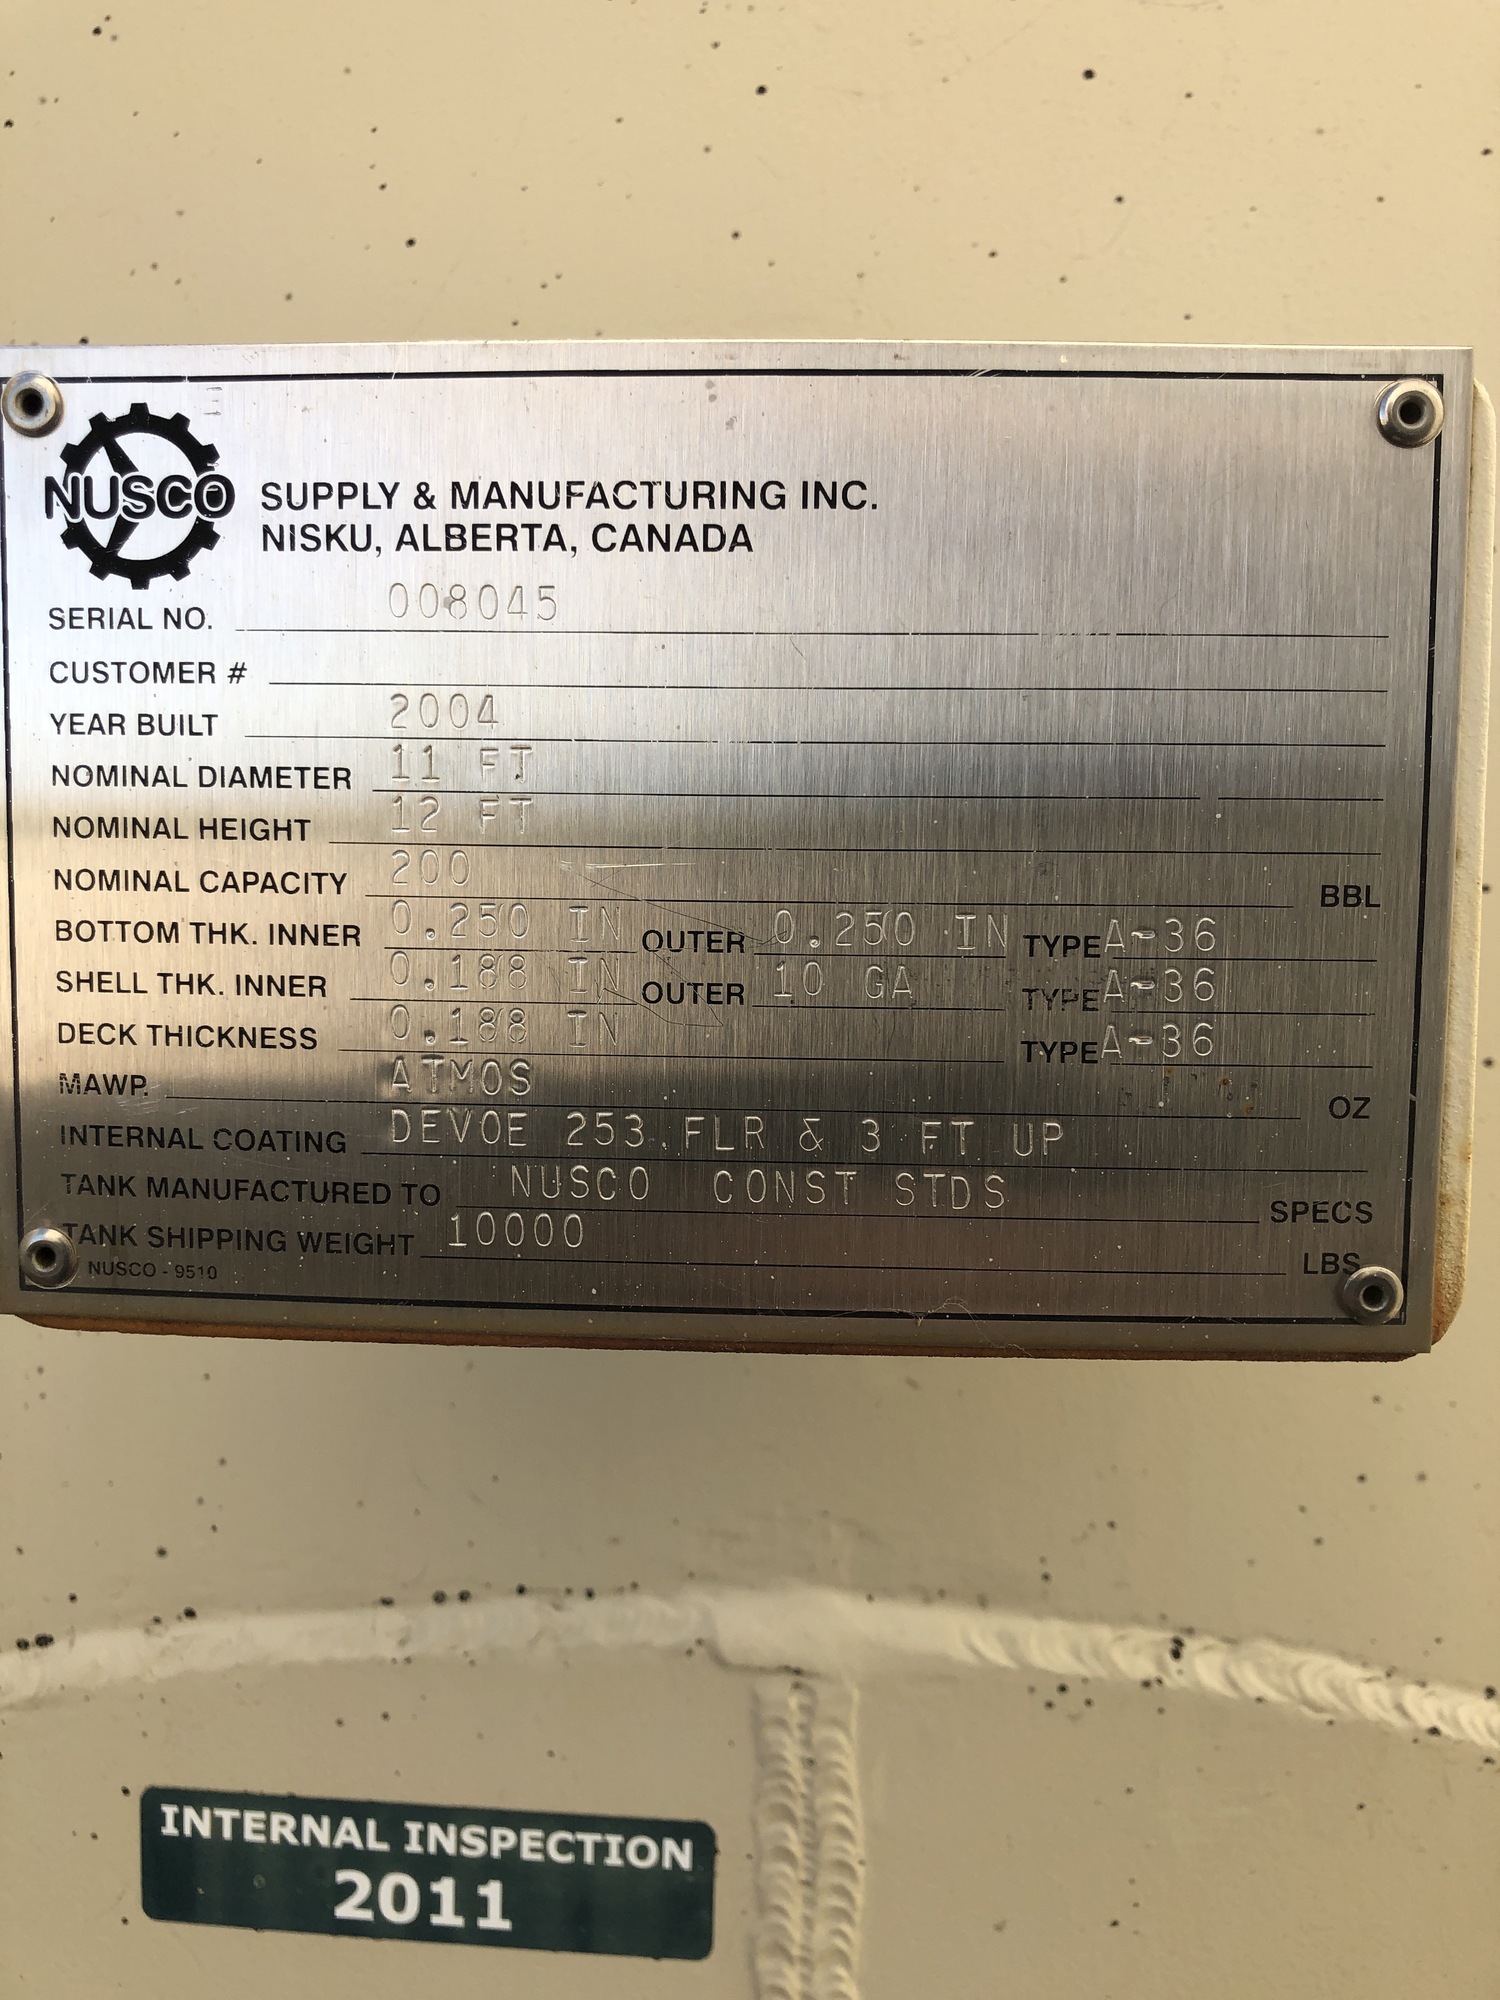 NUSCO SUPPLY & MANUFACTURING INC.
NISKU, ALBERTA, CANADA
SERIAL NO. 008045
CUSTOMER #
YEAR BUILT 2004
NOMINAL DIAMETER 11 FT
NOMINAL HEIGHT 12 FT
NOMINAL CAPACITY 200 BBL
BOTTOM THK. INNER 0.250 IN OUTER 0.250 IN TYPE A-36
SHELL THK. INNER 0.188 IN OUTER 10 GA TYPE A-36
DECK THICKNESS 0.188 IN TYPE A-36
MAWP. ATMOS OZ
INTERNAL COATING DEVOE 253, FLR & 3 FT UP
TANK MANUFACTURED TO NUSCO CONST STDS SPECS
TANK SHIPPING WEIGHT 10000 LBS
NUSCO - 9510
INTERNAL INSPECTION
2011